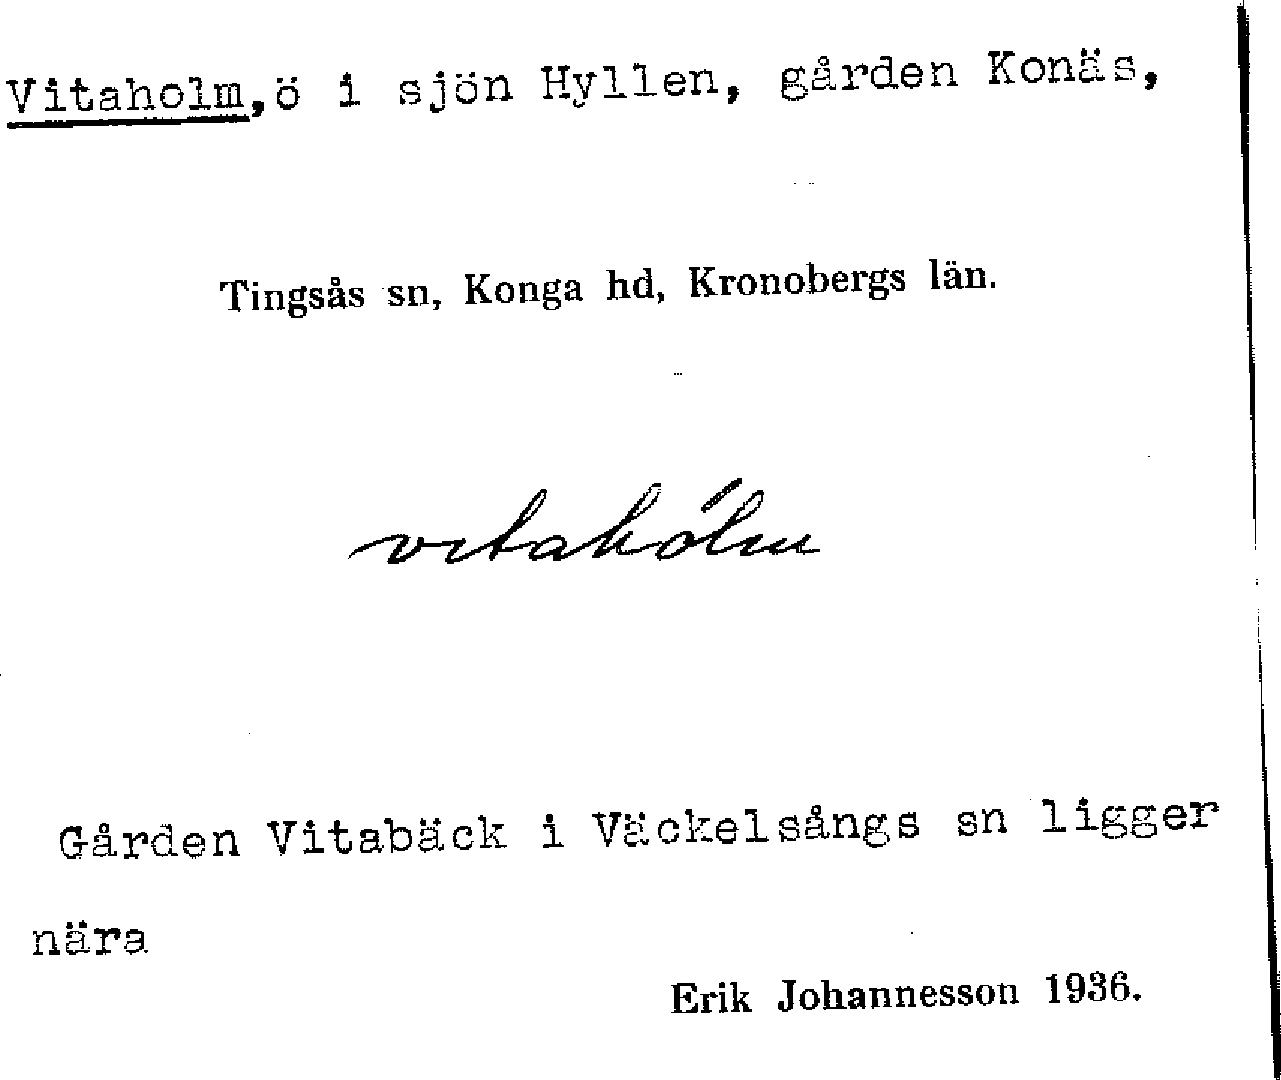 Vitaholm, ö i sjön Hyllen, gården Konäs,
Tingsås sn, Konga hd, Kronobergs län.
vitahólm
Gården Vitabäck i Väckelsångs sn ligger
nära
Erik Johannesson 1936.